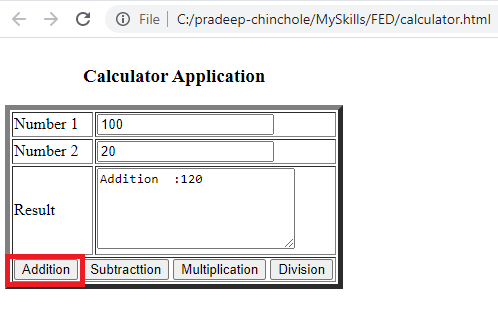 File | C:/pradeep-chinchole/MySkills/FED/calculator.html
Calculator Application
Number 1 100
Number 2 20
Result Addition :120
Addition Subtracttion Multiplication Division